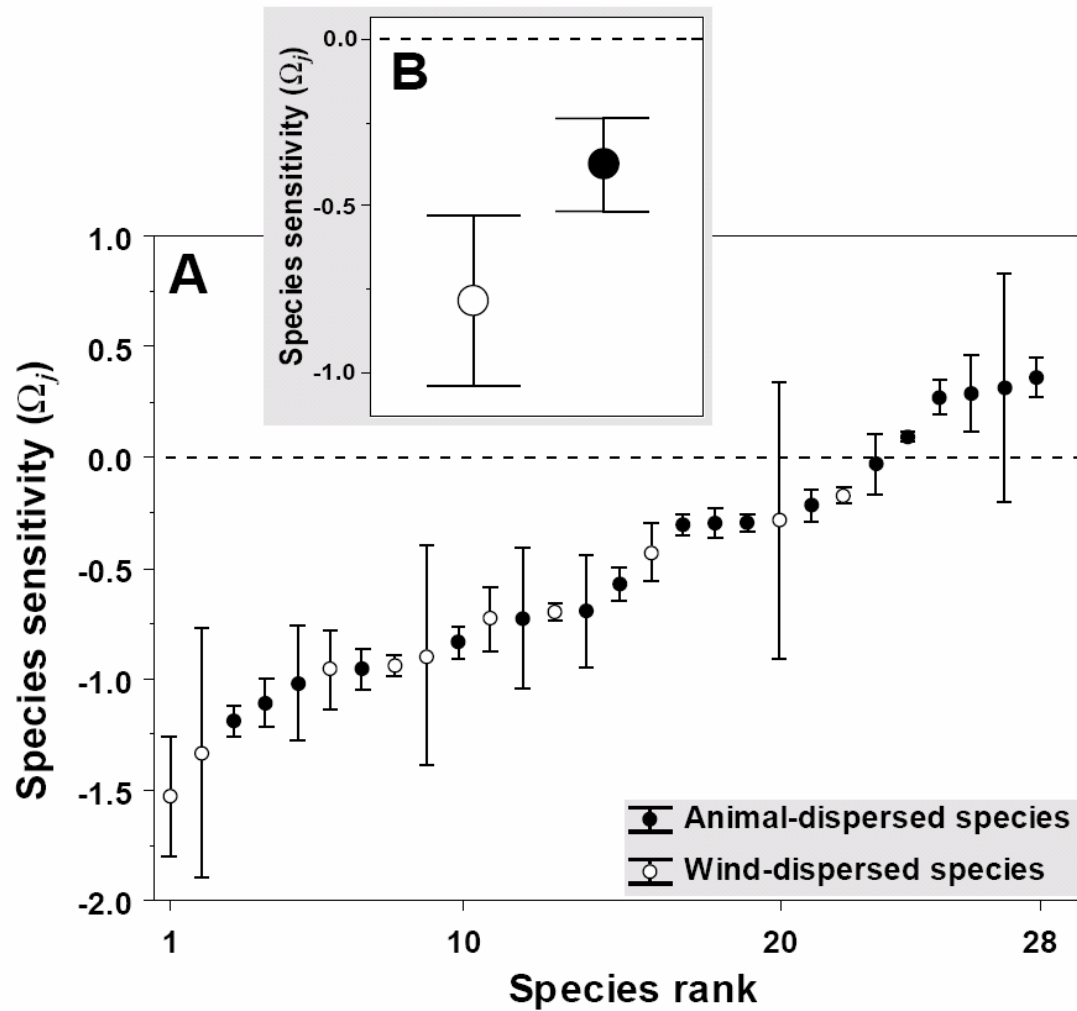 B
Species sensitivity (Ωj)
0.0
-0.5
-1.0
A
Species sensitivity (Ωj)
1.0
0.5
0.0
-0.5
-1.0
-1.5
-2.0
Animal-dispersed species
Wind-dispersed species
1 10 20 28
Species rank